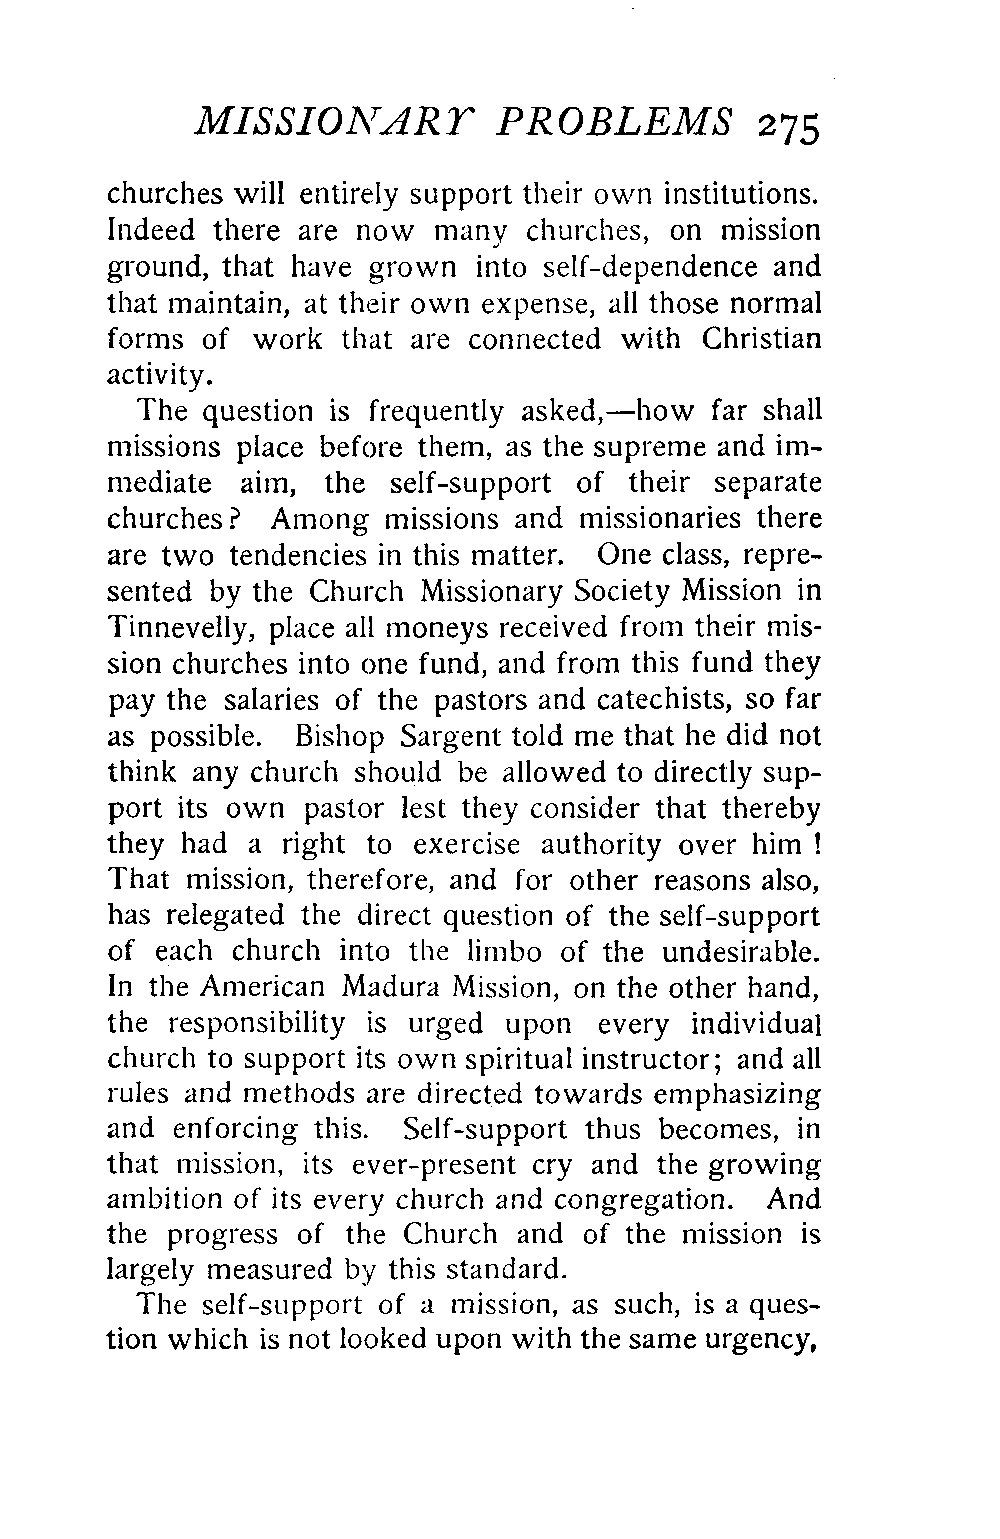 MISSIONARY PROBLEMS 275
churches will entirely support their own institutions.
Indeed there are now many churches, on mission
ground, that have grown into self-dependence and
that maintain, at their own expense, all those normal
forms of work that are connected with Christian
activity.
The question is frequently asked,—how far shall
missions place before them, as the supreme and im-
mediate aim, the self-support of their separate
churches? Among missions and missionaries there
are two tendencies in this matter. One class, repre-
sented by the Church Missionary Society Mission in
Tinnevelly, place all moneys received from their mis-
sion churches into one fund, and from this fund they
pay the salaries of the pastors and catechists, so far
as possible. Bishop Sargent told me that he did not
think any church should be allowed to directly sup-
port its own pastor lest they consider that thereby
they had a right to exercise authority over him!
That mission, therefore, and for other reasons also,
has relegated the direct question of the self-support
of each church into the limbo of the undesirable.
In the American Madura Mission, on the other hand,
the responsibility is urged upon every individual
church to support its own spiritual instructor; and all
rules and methods are directed towards emphasizing
and enforcing this. Self-support thus becomes, in
that mission, its ever-present cry and the growing
ambition of its every church and congregation. And
the progress of the Church and of the mission is
largely measured by this standard.
The self-support of a mission, as such, is a ques-
tion which is not looked upon with the same urgency,